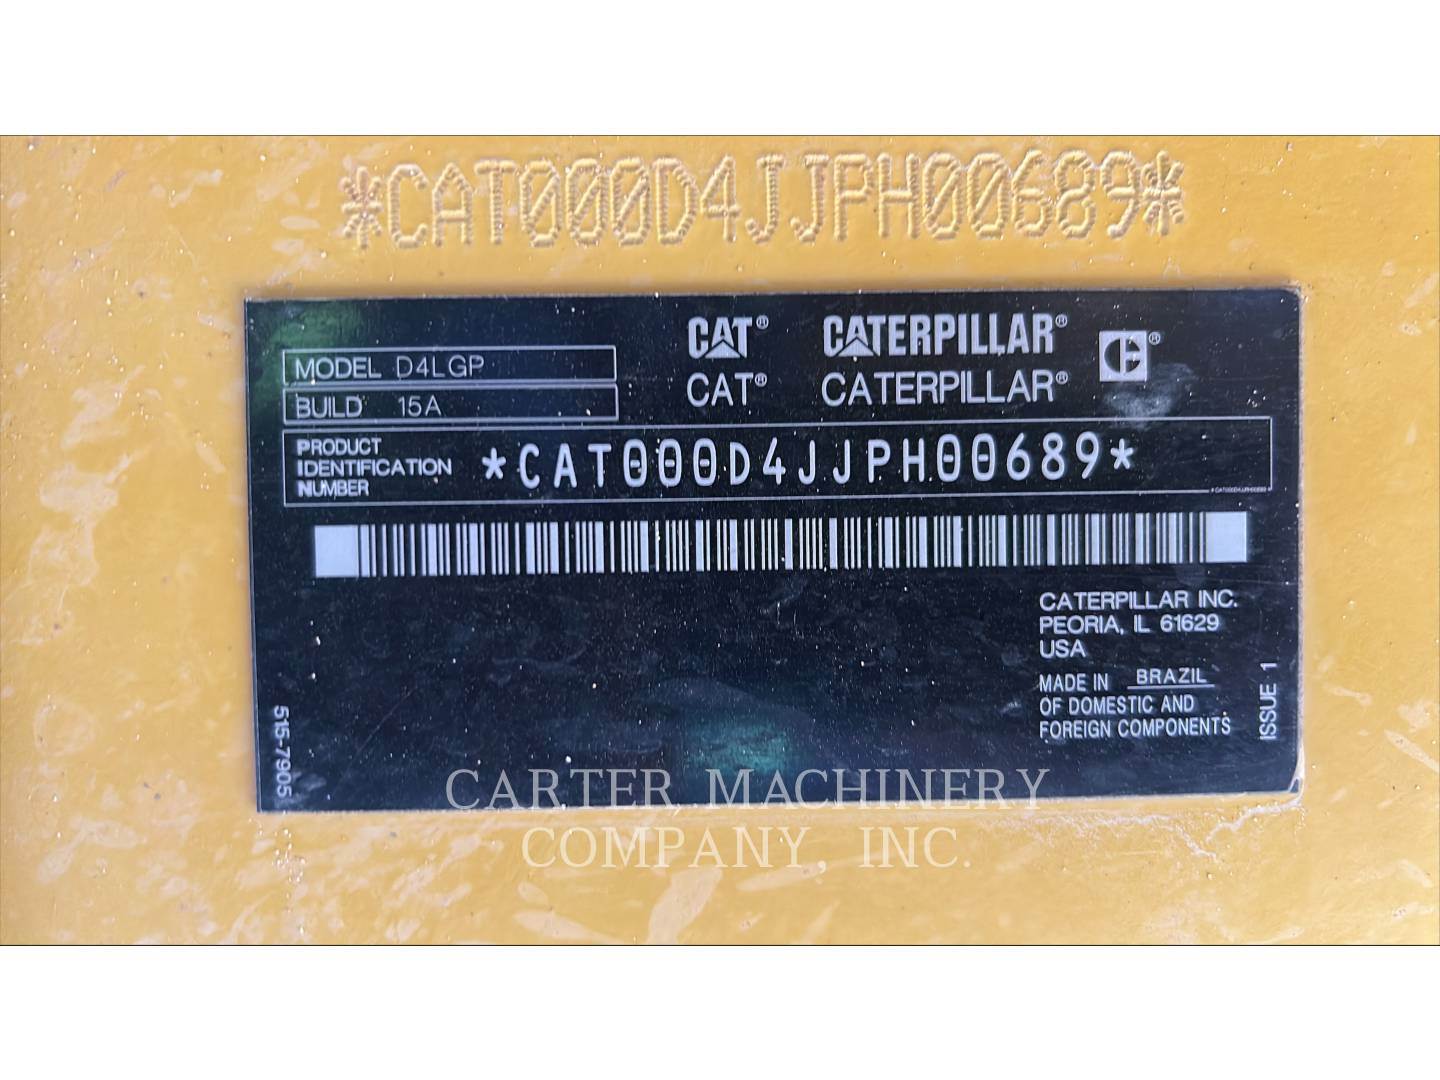 *CAT000D4JJPH00689*
CAT® CATERPILLAR®
CAT® CATERPILLAR®
MODEL D4LGP
BUILD 15A
PRODUCT
IDENTIFICATION
NUMBER
*CAT000D4JJPH00689*
*CAT000D4JJPH00689
CATERPILLAR INC.
PEORIA, IL 61629
USA
MADE IN BRAZIL
OF DOMESTIC AND
FOREIGN COMPONENTS
ISSUE 1
515-7905
CARTER MACHINERY
COMPANY, INC.